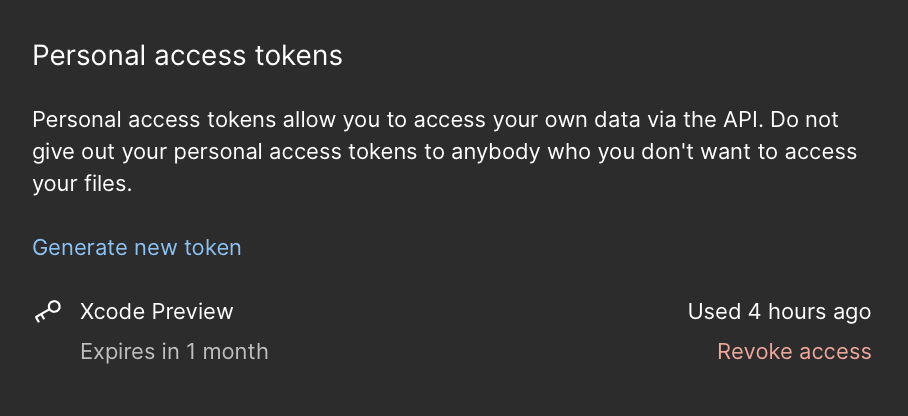 Personal access tokens
Personal access tokens allow you to access your own data via the API. Do not
give out your personal access tokens to anybody who you don't want to access
your files.
Generate new token
Xcode Preview
Used 4 hours ago
Expires in 1 month
Revoke access